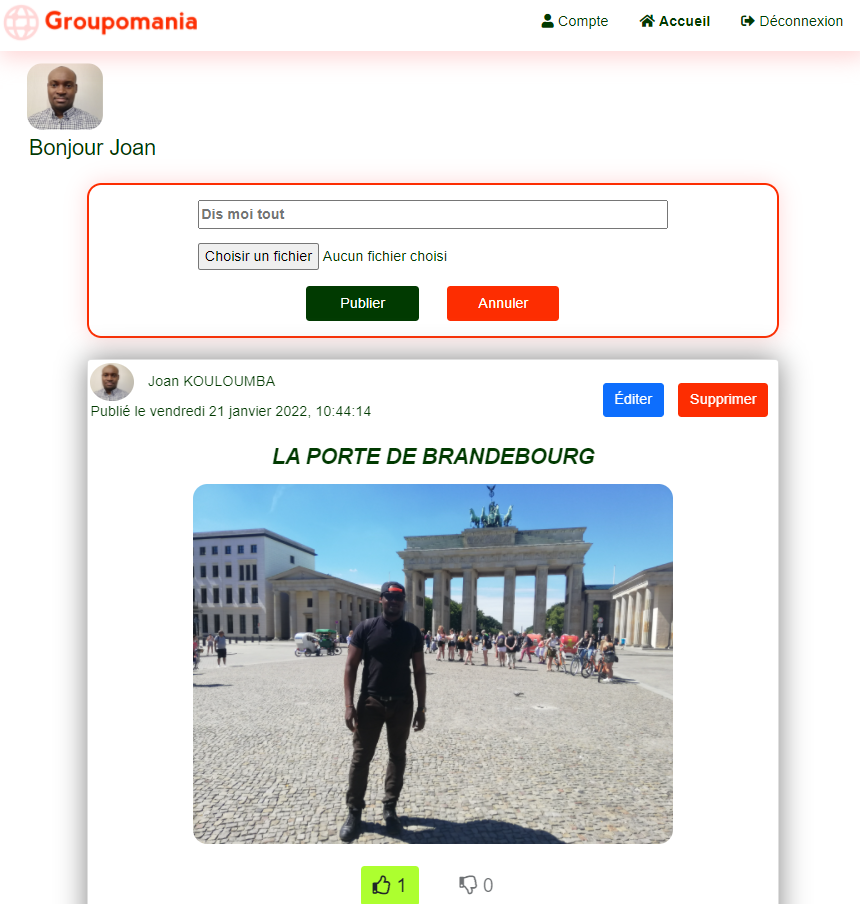 Groupomania
Compte
Accueil
Déconnexion
Bonjour Joan
Dis moi tout
Choisir un fichier Aucun fichier choisi
Publier
Annuler
Joan KOULOUMBA
Publié le vendredi 21 janvier 2022, 10:44:14
Éditer
Supprimer
LA PORTE DE BRANDEBOURG
1
0